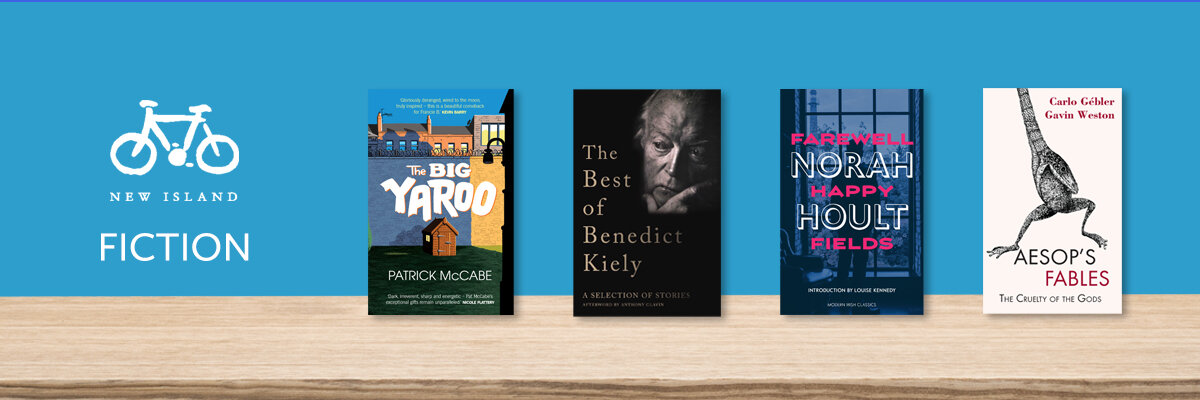 NEW ISLAND
FICTION
Gloriously deranged, wired to the moon,
truly inspired – this is a beautiful comeback
for Francie B.' KEVIN BARRY
The BIG
YAROO
PATRICK McCABE
'Dark, irreverent, sharp and energetic – Pat McCabe's
exceptional gifts remain unparalleled' NICOLE FLATTERY
The
Best
of
Benedict
Kiely
A SELECTION OF STORIES
AFTERWORD BY ANTHONY GLAVIN
FAREWELL
NORAH
HAPPY
HOULT
FIELDS
INTRODUCTION BY LOUISE KENNEDY
MODERN IRISH CLASSICS
Carlo Gébler
Gavin Weston
AESOP'S
FABLES
THE CRUELTY OF THE GODS